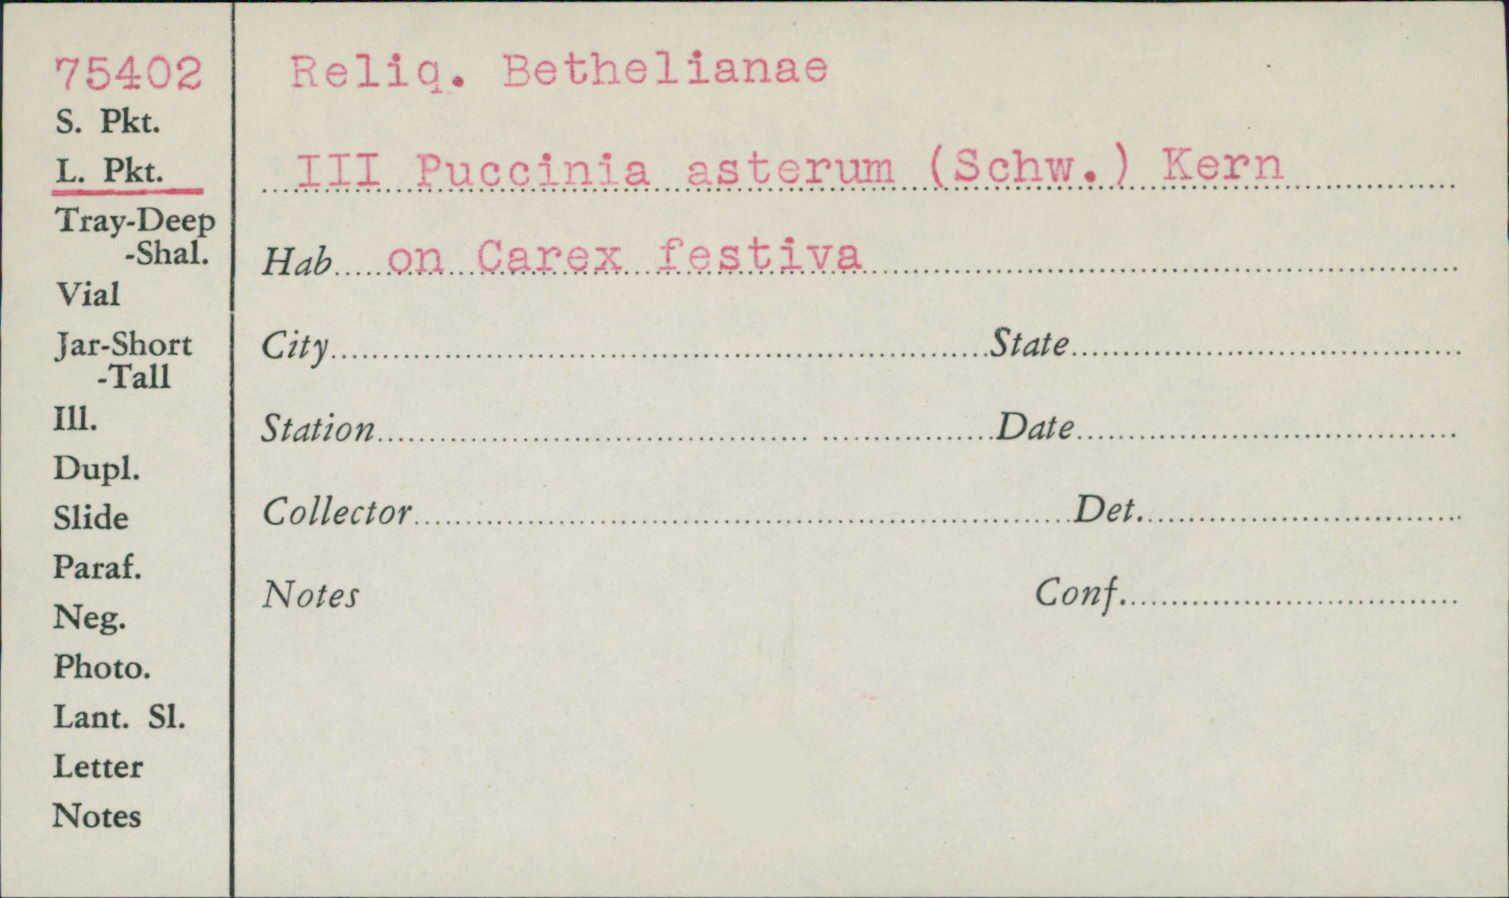 75402
S. Pkt.
L. Pkt.
Tray-Deep
-Shal.
Vial
Jar-Short
-Tall
Ill.
Dupl.
Slide
Paraf.
Neg.
Photo.
Lant. Sl.
Letter
Notes
Reliq. Bethelianae
III Puccinia asterum (Schw.) Kern
Hab on Carex festiva
City State
Station Date
Collector Det.
Notes Conf.